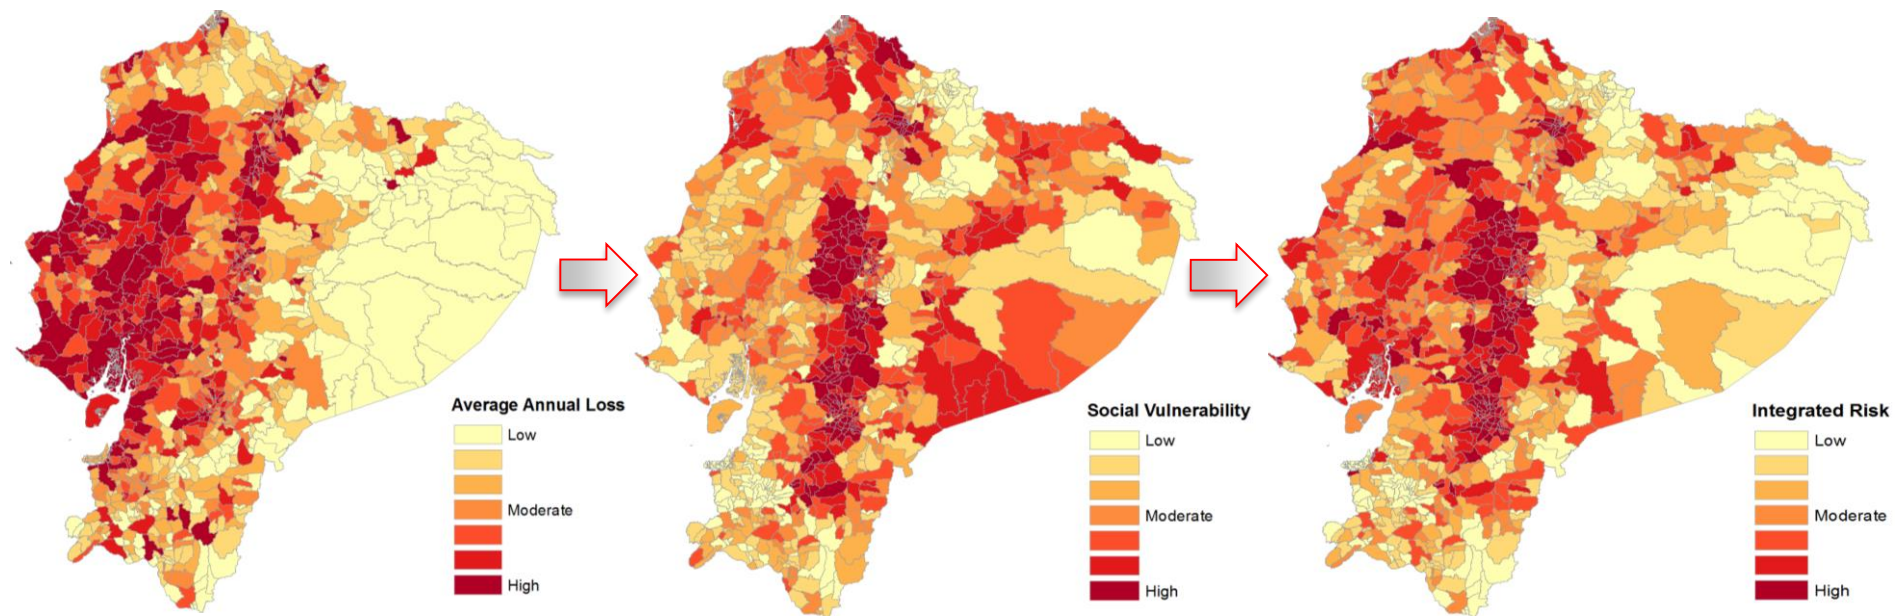 Average Annual Loss
Low
Moderate
High
Social Vulnerability
Low
Moderate
High
Integrated Risk
Low
Moderate
High